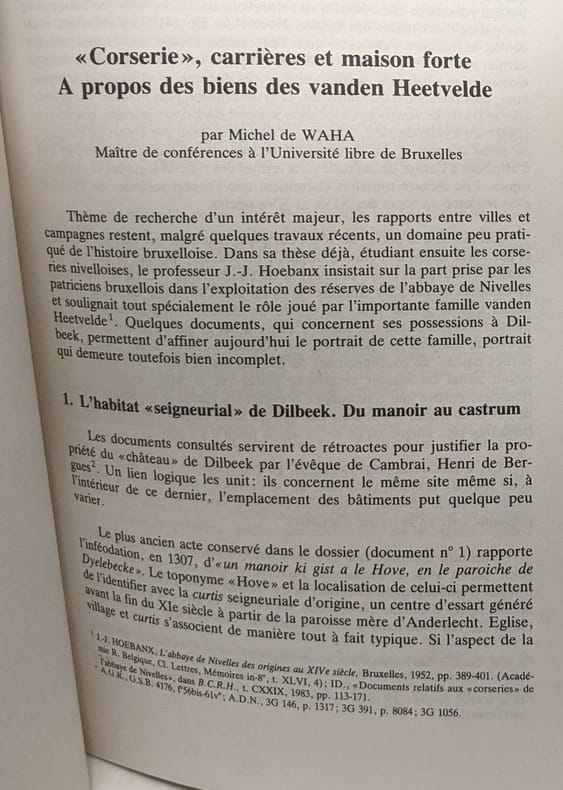 «Corserie», carrières et maison forte
A propos des biens des vanden Heetvelde
par Michel de WAHA
Maître de conférences à l'Université libre de Bruxelles
Thème de recherche d'un intérêt majeur, les rapports entre villes et
campagnes restent, malgré quelques travaux récents, un domaine peu prati-
qué de l'histoire bruxelloise. Dans sa thèse déjà, étudiant ensuite les corse-
ries nivelloises, le professeur J.-J. Hoebanx insistait sur la part prise par les
patriciens bruxellois dans l'exploitation des réserves de l'abbaye de Nivelles
et soulignait tout spécialement le rôle joué par l'importante famille vanden
Heetvelde¹. Quelques documents, qui concernent ses possessions à Dil-
beek, permettent d'affiner aujourd'hui le portrait de cette famille, portrait
qui demeure toutefois bien incomplet.
1. L'habitat «seigneurial» de Dilbeek. Du manoir au castrum
Les documents consultés servirent de rétroactes pour justifier la pro-
priété du «château» de Dilbeek par l'évêque de Cambrai, Henri de Ber-
gues². Un lien logique les unit: ils concernent le même site même si, à
l'intérieur de ce dernier, l'emplacement des bâtiments put quelque peu
varier.
Le plus ancien acte conservé dans le dossier (document n° 1) rapporte
l'inféodation, en 1307, d'«un manoir ki gist a le Hove, en le paroiche de
Dyelebecke». Le toponyme «Hove» et la localisation de celui-ci permettent
de l'identifier avec la curtis seigneuriale d'origine, un centre d'essart généré
avant la fin du XIe siècle à partir de la paroisse mère d'Anderlecht. Eglise,
village et curtis s'associent de manière tout à fait typique. Si l'aspect de la
¹ J.-J. HOEBANX, L'abbaye de Nivelles des origines au XIVe siècle, Bruxelles, 1952, pp. 389-401. (Acadé-
mie R. Belgique, Cl. Lettres, Mémoires in-8°, t. XLVI, 4); ID., «Documents relatifs aux «corseries» de
l'abbaye de Nivelles», dans B.C.R.H., t. CXXIX, 1983, pp. 113-171.
A.G.R., G.S.B. 4176, f°56bis-61v°; A.D.N., 3G 146, p. 1317; 3G 391, p. 8084; 3G 1056.